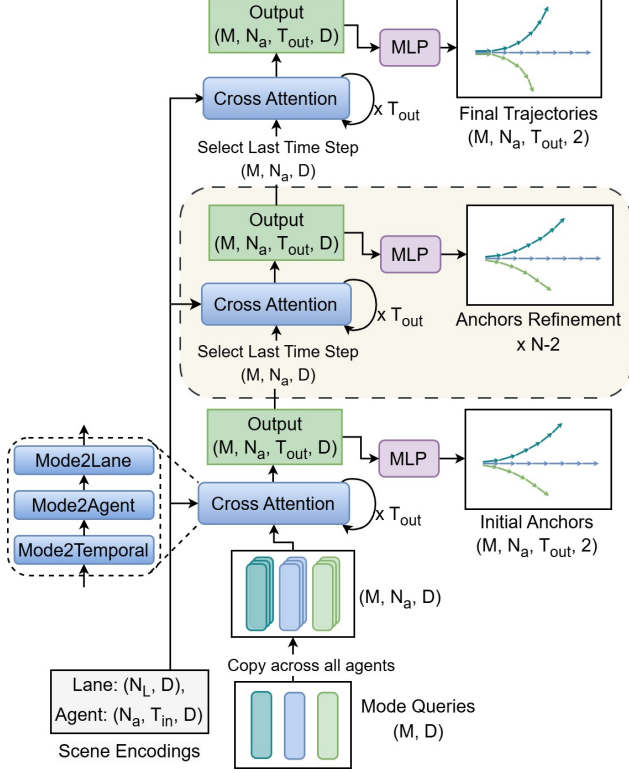 Output
(M, Nₐ, Tₒᵤₜ, D)
MLP
Cross Attention
x Tₒᵤₜ
Final Trajectories
(M, Nₐ, Tₒᵤₜ, 2)
Select Last Time Step
(M, Nₐ, D)
Output
(M, Nₐ, Tₒᵤₜ, D)
MLP
Cross Attention
x Tₒᵤₜ
Anchors Refinement
x N-2
Select Last Time Step
(M, Nₐ, D)
Output
(M, Nₐ, Tₒᵤₜ, D)
MLP
Mode2Lane
Mode2Agent
Mode2Temporal
Cross Attention
x Tₒᵤₜ
Initial Anchors
(M, Nₐ, Tₒᵤₜ, 2)
(M, Nₐ, D)
Copy across all agents
Lane: (N_L, D),
Agent: (Nₐ, Tᵢₙ, D)
Scene Encodings
Mode Queries
(M, D)